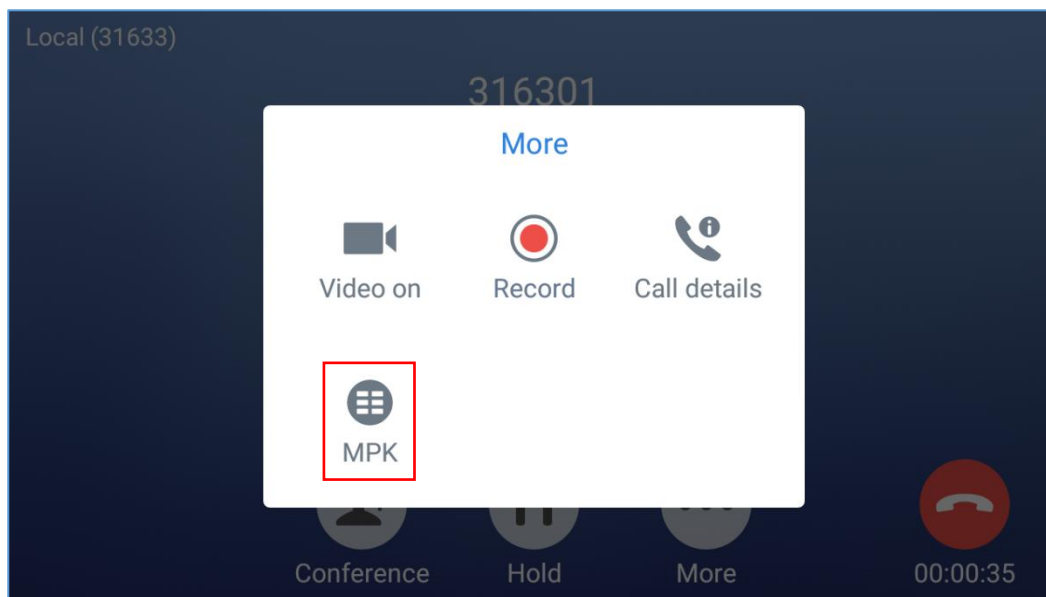 Local (31633)
316301
More
Video on
Record
Call details
MPK
Conference
Hold
More
00:00:35